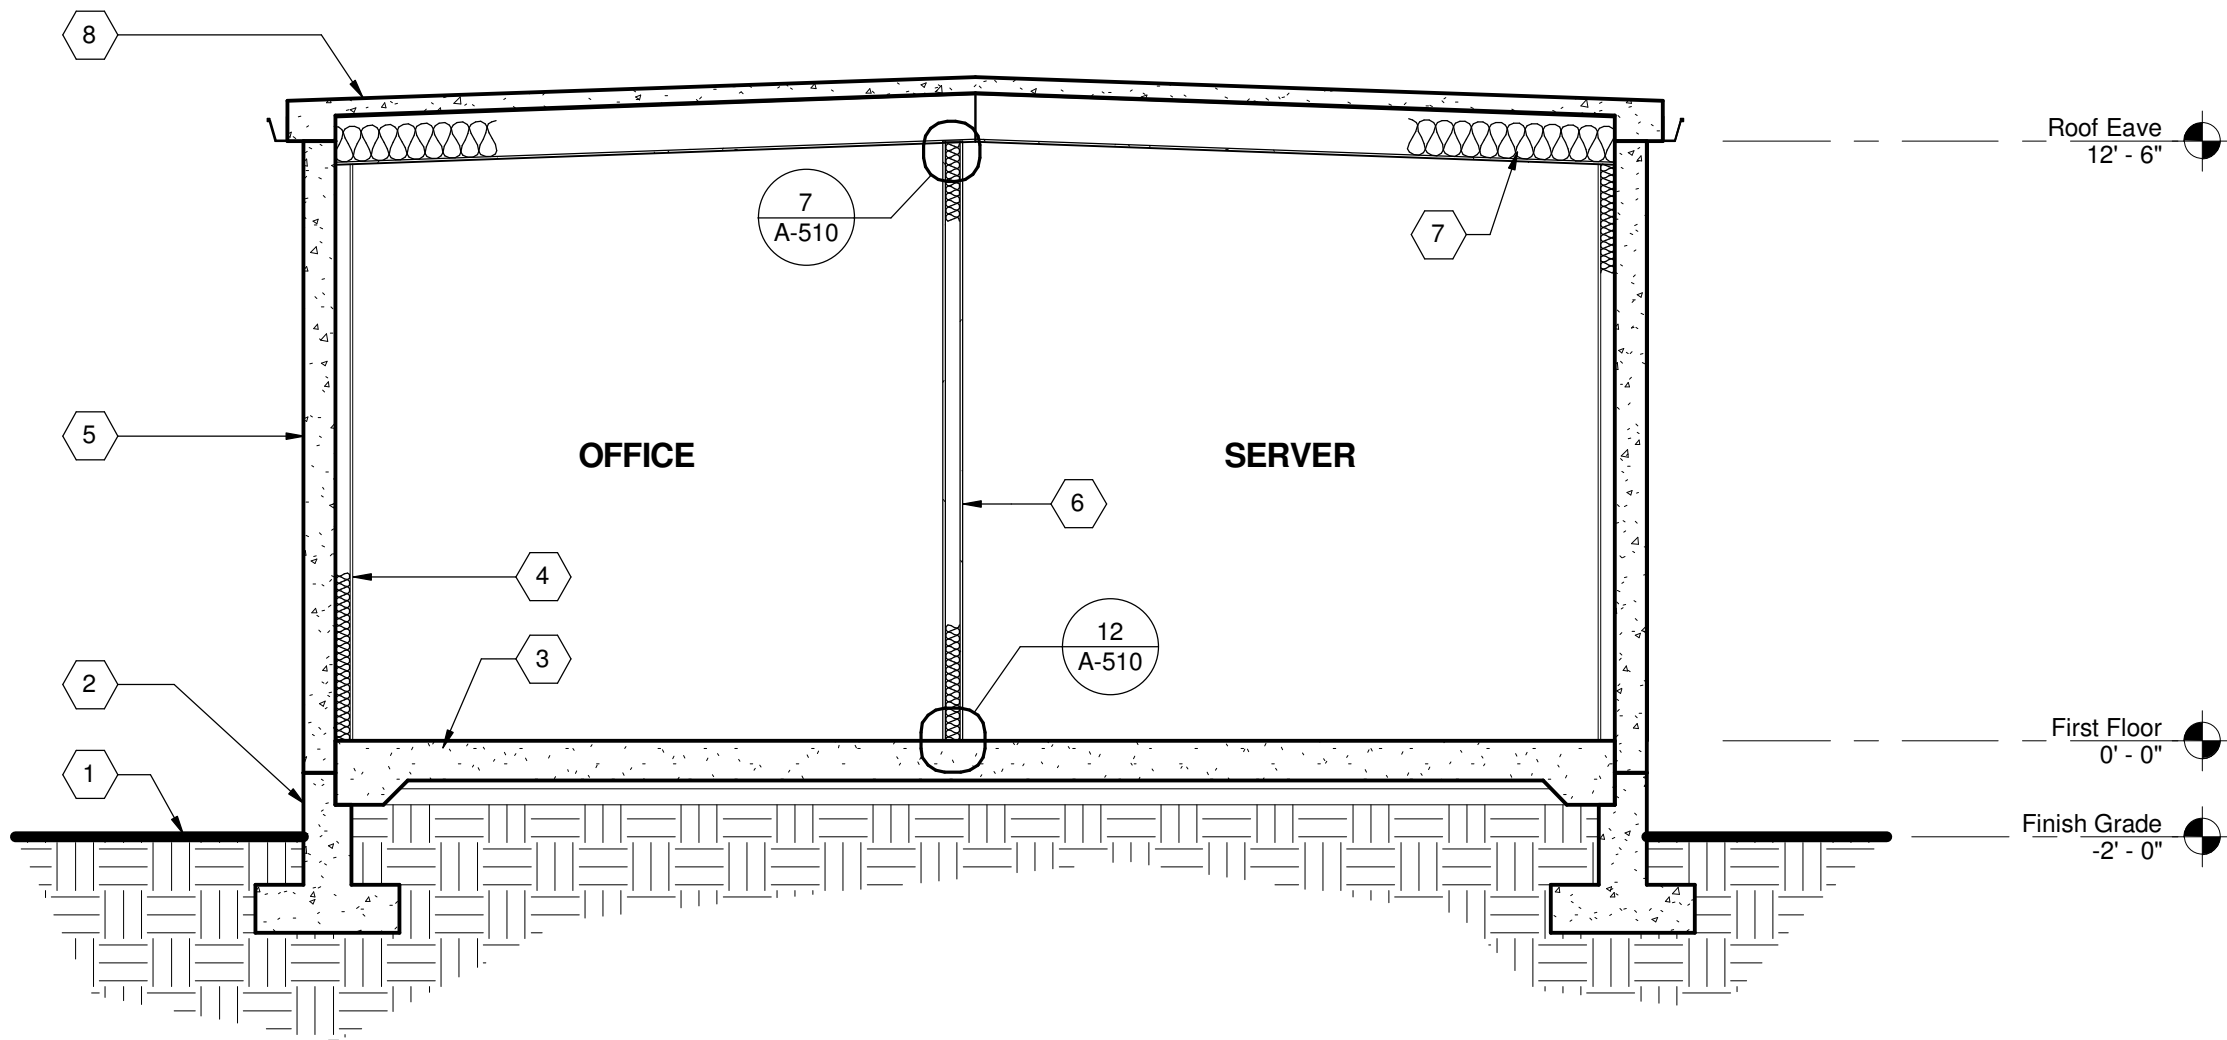 8
Roof Eave
12' - 6"
7
A-510
7
5
OFFICE
SERVER
6
4
12
A-510
3
2
First Floor
0' - 0"
1
Finish Grade
-2' - 0"